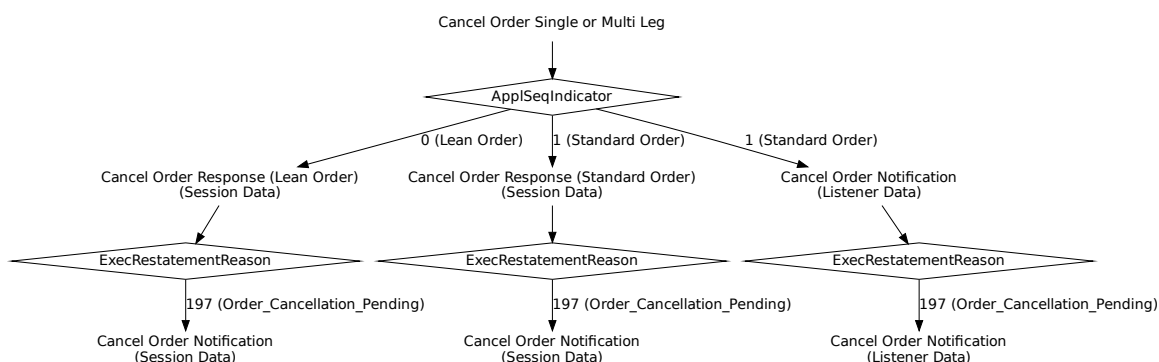 Cancel Order Single or Multi Leg
ApplSeqIndicator
0 (Lean Order)
1 (Standard Order)
1 (Standard Order)
Cancel Order Response (Lean Order)
(Session Data)
Cancel Order Response (Standard Order)
(Session Data)
Cancel Order Notification
(Listener Data)
ExecRestatementReason
ExecRestatementReason
ExecRestatementReason
197 (Order_Cancellation_Pending)
197 (Order_Cancellation_Pending)
197 (Order_Cancellation_Pending)
Cancel Order Notification
(Session Data)
Cancel Order Notification
(Session Data)
Cancel Order Notification
(Listener Data)